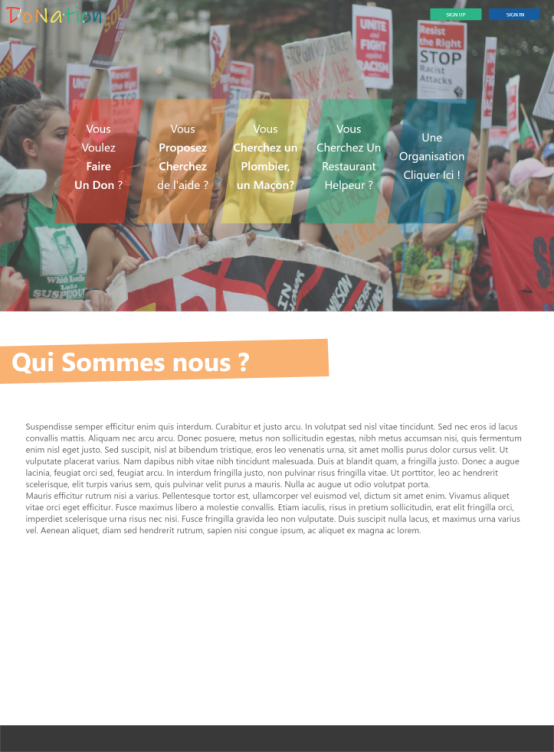 DoNation
SIGN UP
SIGN IN
UNITE
and
FIGHT
against
RACISM
Resist
the Right
STOP
Racist
Attacks
Vous
Voulez
Faire
Un Don ?
Vous
Proposez
Cherchez
de l'aide ?
Vous
Cherchez un
Plombier,
un Maçon?
Vous
Cherchez Un
Restaurant
Helpeur ?
Une
Organisation
Cliquer Ici !
Qui Sommes nous ?
Suspendisse semper efficitur enim quis interdum. Curabitur et justo arcu. In volutpat sed nisl vitae tincidunt. Sed nec eros id lacus
convallis mattis. Aliquam nec arcu arcu. Donec posuere, metus non sollicitudin egestas, nibh metus accumsan nisi, quis fermentum
enim nisl eget justo. Sed suscipit, nisl at bibendum tristique, eros leo venenatis urna, sit amet mollis purus dolor cursus velit. Ut
vulputate placerat varius. Nam dapibus nibh vitae nibh tincidunt malesuada. Duis at blandit quam, a fringilla justo. Donec a augue
lacinia, feugiat orci sed, feugiat arcu. In interdum fringilla justo, non pulvinar risus fringilla vitae. Ut porttitor, leo ac hendrerit
scelerisque, elit turpis varius sem, quis pulvinar velit purus a mauris. Nulla ac augue ut odio volutpat porta.
Mauris efficitur rutrum nisi a varius. Pellentesque tortor est, ullamcorper vel euismod vel, dictum sit amet enim. Vivamus aliquet
vitae orci eget efficitur. Fusce maximus libero a molestie convallis. Etiam iaculis, risus in pretium sollicitudin, erat elit fringilla orci,
imperdiet scelerisque urna risus nec nisi. Fusce fringilla gravida leo non vulputate. Duis suscipit nulla lacus, et maximus urna varius
vel. Aenean aliquet, diam sed hendrerit rutrum, sapien nisi congue ipsum, ac aliquet ex magna ac lorem.